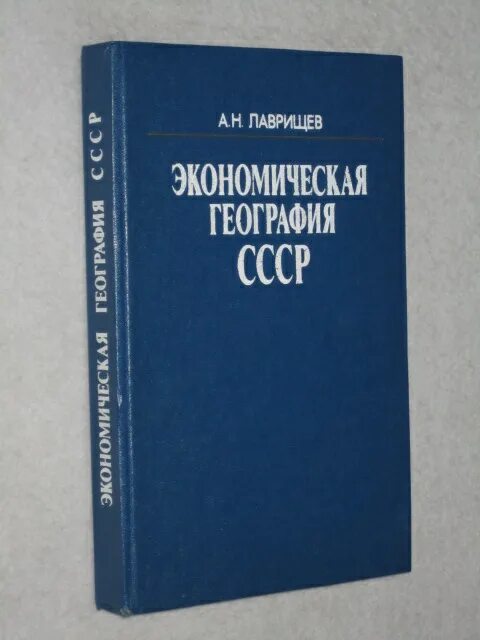 А.Н. ЛАВРИЩЕВ
ЭКОНОМИЧЕСКАЯ
ГЕОГРАФИЯ
СССР
ЭКОНОМИЧЕСКАЯ ГЕОГРАФИЯ СССР